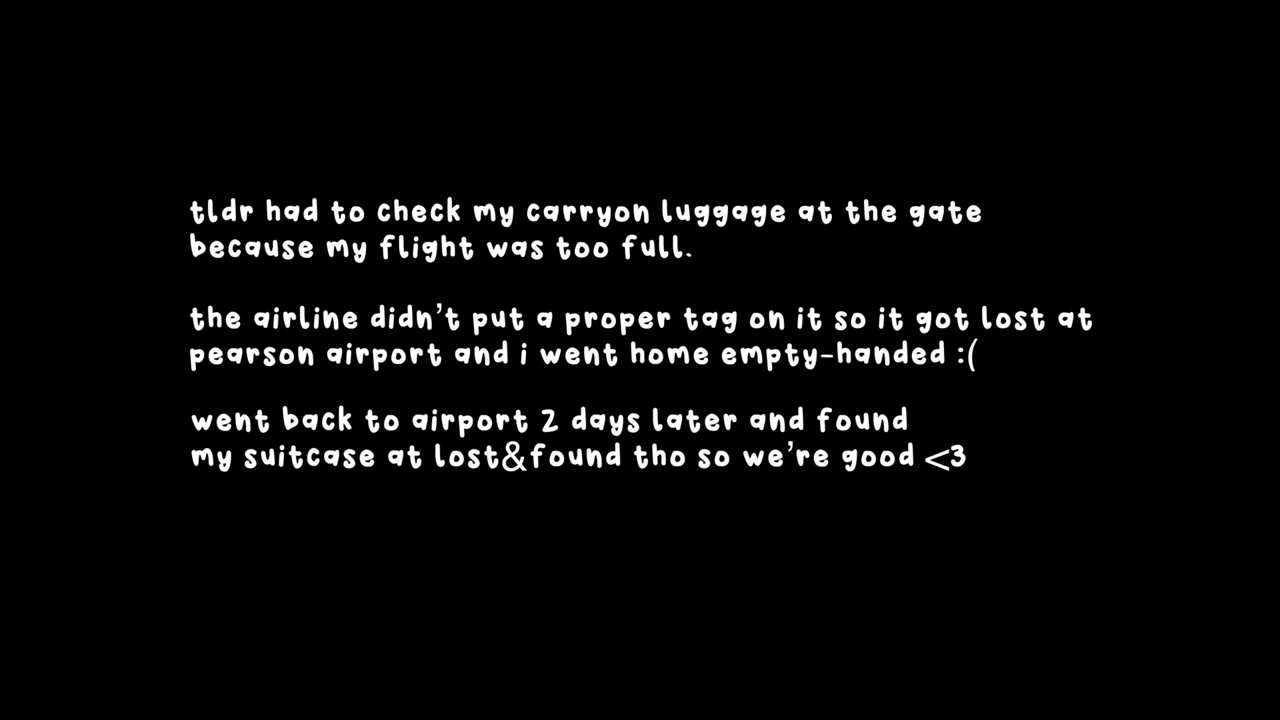 tldr had to check my carryon luggage at the gate
because my flight was too full.
the airline didn’t put a proper tag on it so it got lost at
pearson airport and i went home empty-handed :(
went back to airport 2 days later and found
my suitcase at lost&found tho so we’re good <3